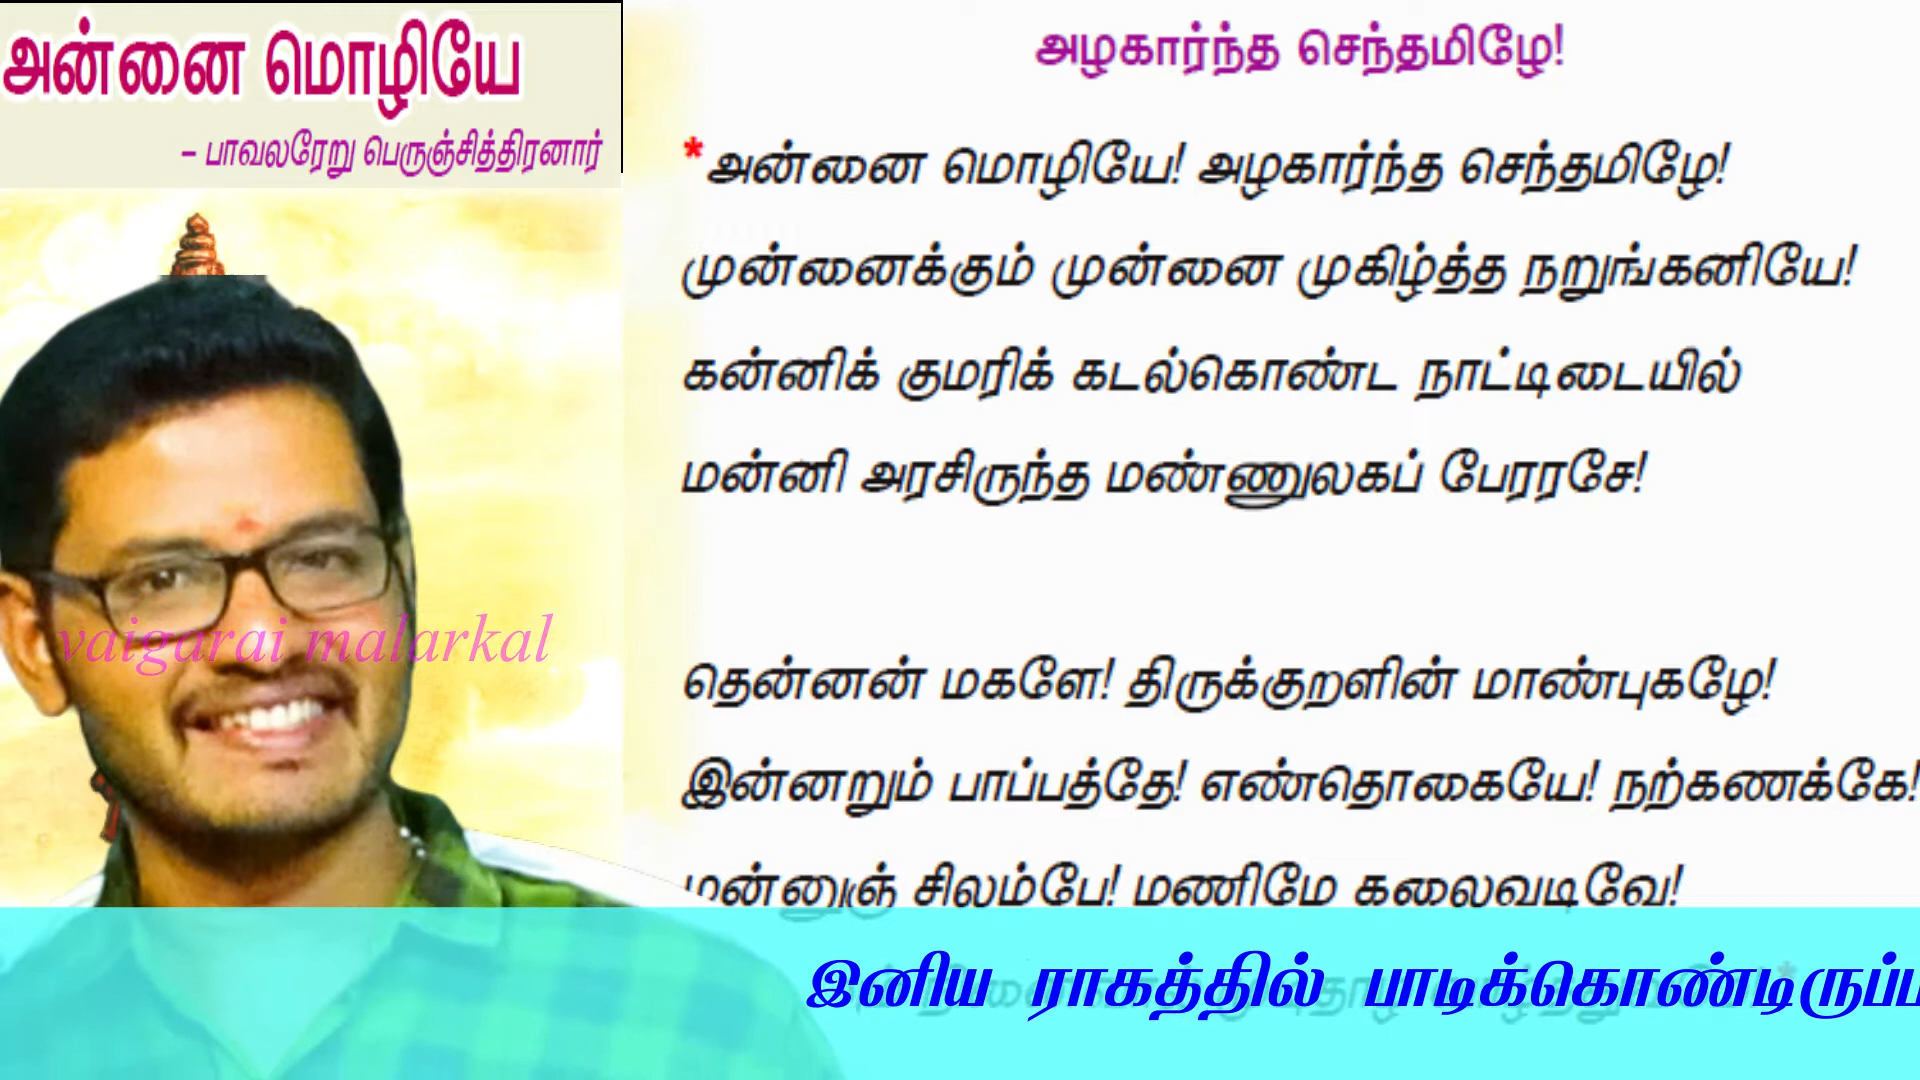 அன்னை மொழியே
– பாவலரேறு பெருஞ்சித்திரனார்
அழகார்ந்த செந்தமிழே!
*அன்னை மொழியே! அழகார்ந்த செந்தமிழே!
முன்னைக்கும் முன்னை முகிழ்த்த நறுங்கனியே!
கன்னிக் குமரிக் கடல்கொண்ட நாட்டிடையில்
மன்னி அரசிருந்த மண்ணுலகப் பேரரசே!
தென்னன் மகளே! திருக்குறளின் மாண்புகழே!
இன்னறும் பாப்பத்தே! எண்தொகையே! நற்கணக்கே!
மன்னுஞ் சிலம்பே! மணிமே கலைவடிவே!
vaigarai malarkal
இனிய ராகத்தில் பாடிக்கொண்டிருப்ப